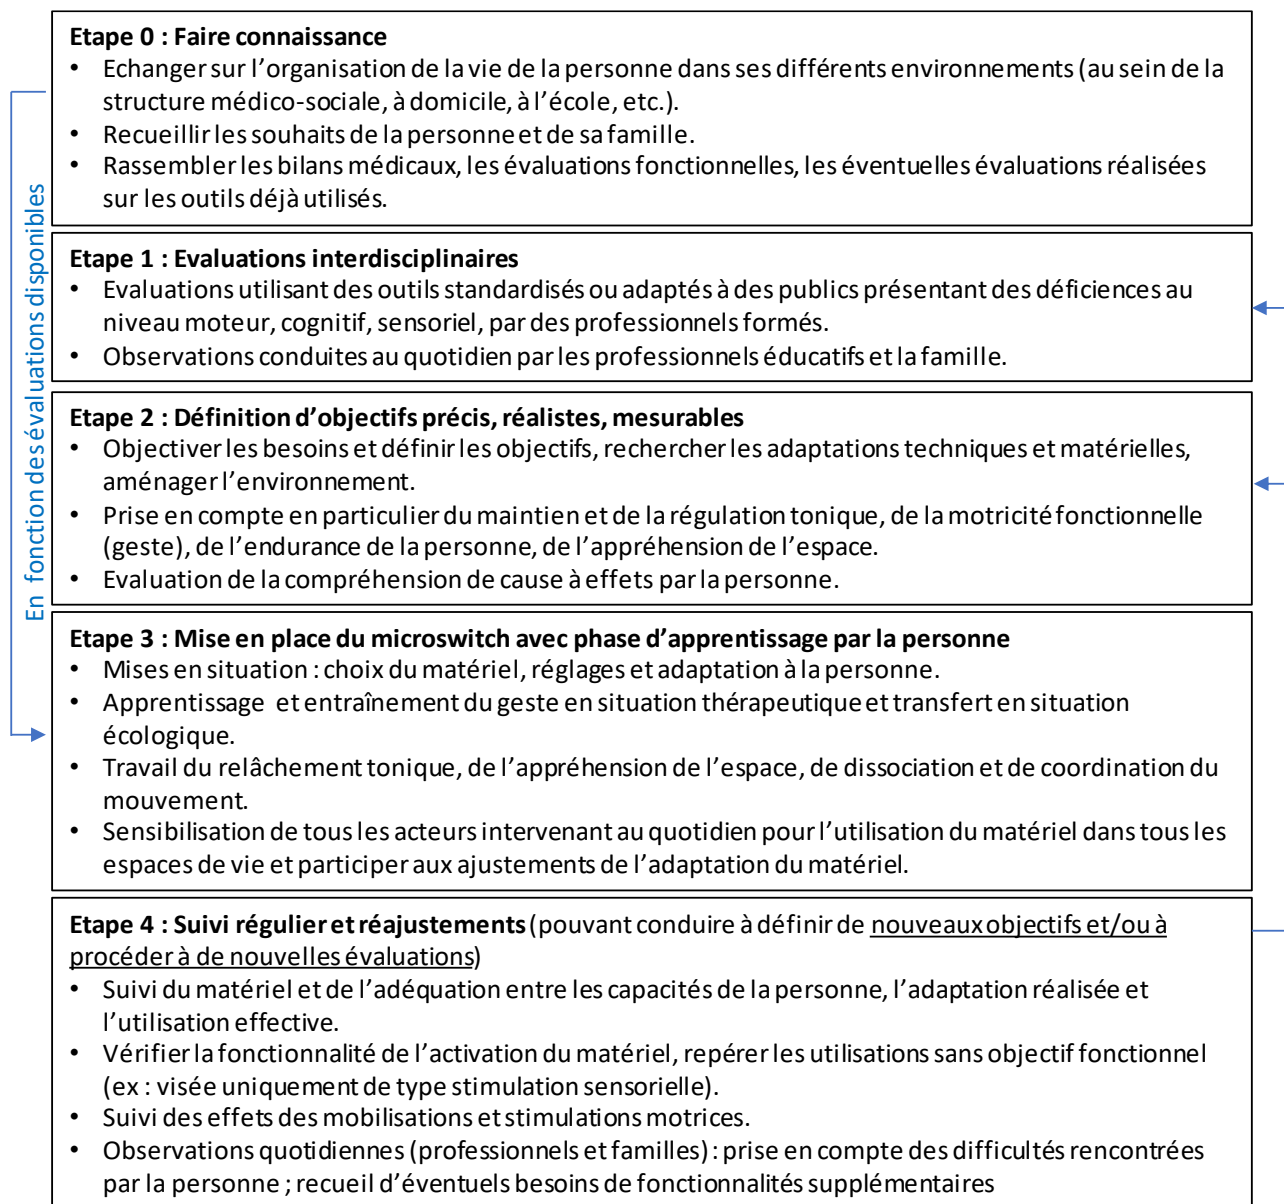 Etape 0 : Faire connaissance
• Echanger sur l'organisation de la vie de la personne dans ses différents environnements (au sein de la
structure médico-sociale, à domicile, à l'école, etc.).
• Recueillir les souhaits de la personne et de sa famille.
• Rassembler les bilans médicaux, les évaluations fonctionnelles, les éventuelles évaluations réalisées
sur les outils déjà utilisés.
En fonction des évaluations disponibles
Etape 1 : Evaluations interdisciplinaires
• Evaluations utilisant des outils standardisés ou adaptés à des publics présentant des déficiences au
niveau moteur, cognitif, sensoriel, par des professionnels formés.
• Observations conduites au quotidien par les professionnels éducatifs et la famille.
Etape 2 : Définition d'objectifs précis, réalistes, mesurables
• Objectiver les besoins et définir les objectifs, rechercher les adaptations techniques et matérielles,
aménager l'environnement.
• Prise en compte en particulier du maintien et de la régulation tonique, de la motricité fonctionnelle
(geste), de l'endurance de la personne, de l'appréhension de l'espace.
• Evaluation de la compréhension de cause à effets par la personne.
Etape 3 : Mise en place du microswitch avec phase d'apprentissage par la personne
• Mises en situation : choix du matériel, réglages et adaptation à la personne.
• Apprentissage et entraînement du geste en situation thérapeutique et transfert en situation
écologique.
• Travail du relâchement tonique, de l'appréhension de l'espace, de dissociation et de coordination du
mouvement.
• Sensibilisation de tous les acteurs intervenant au quotidien pour l'utilisation du matériel dans tous les
espaces de vie et participer aux ajustements de l'adaptation du matériel.
Etape 4 : Suivi régulier et réajustements (pouvant conduire à définir de nouveaux objectifs et/ou à
procéder à de nouvelles évaluations)
• Suivi du matériel et de l'adéquation entre les capacités de la personne, l'adaptation réalisée et
l'utilisation effective.
• Vérifier la fonctionnalité de l'activation du matériel, repérer les utilisations sans objectif fonctionnel
(ex : visée uniquement de type stimulation sensorielle).
• Suivi des effets des mobilisations et stimulations motrices.
• Observations quotidiennes (professionnels et familles) : prise en compte des difficultés rencontrées
par la personne ; recueil d'éventuels besoins de fonctionnalités supplémentaires